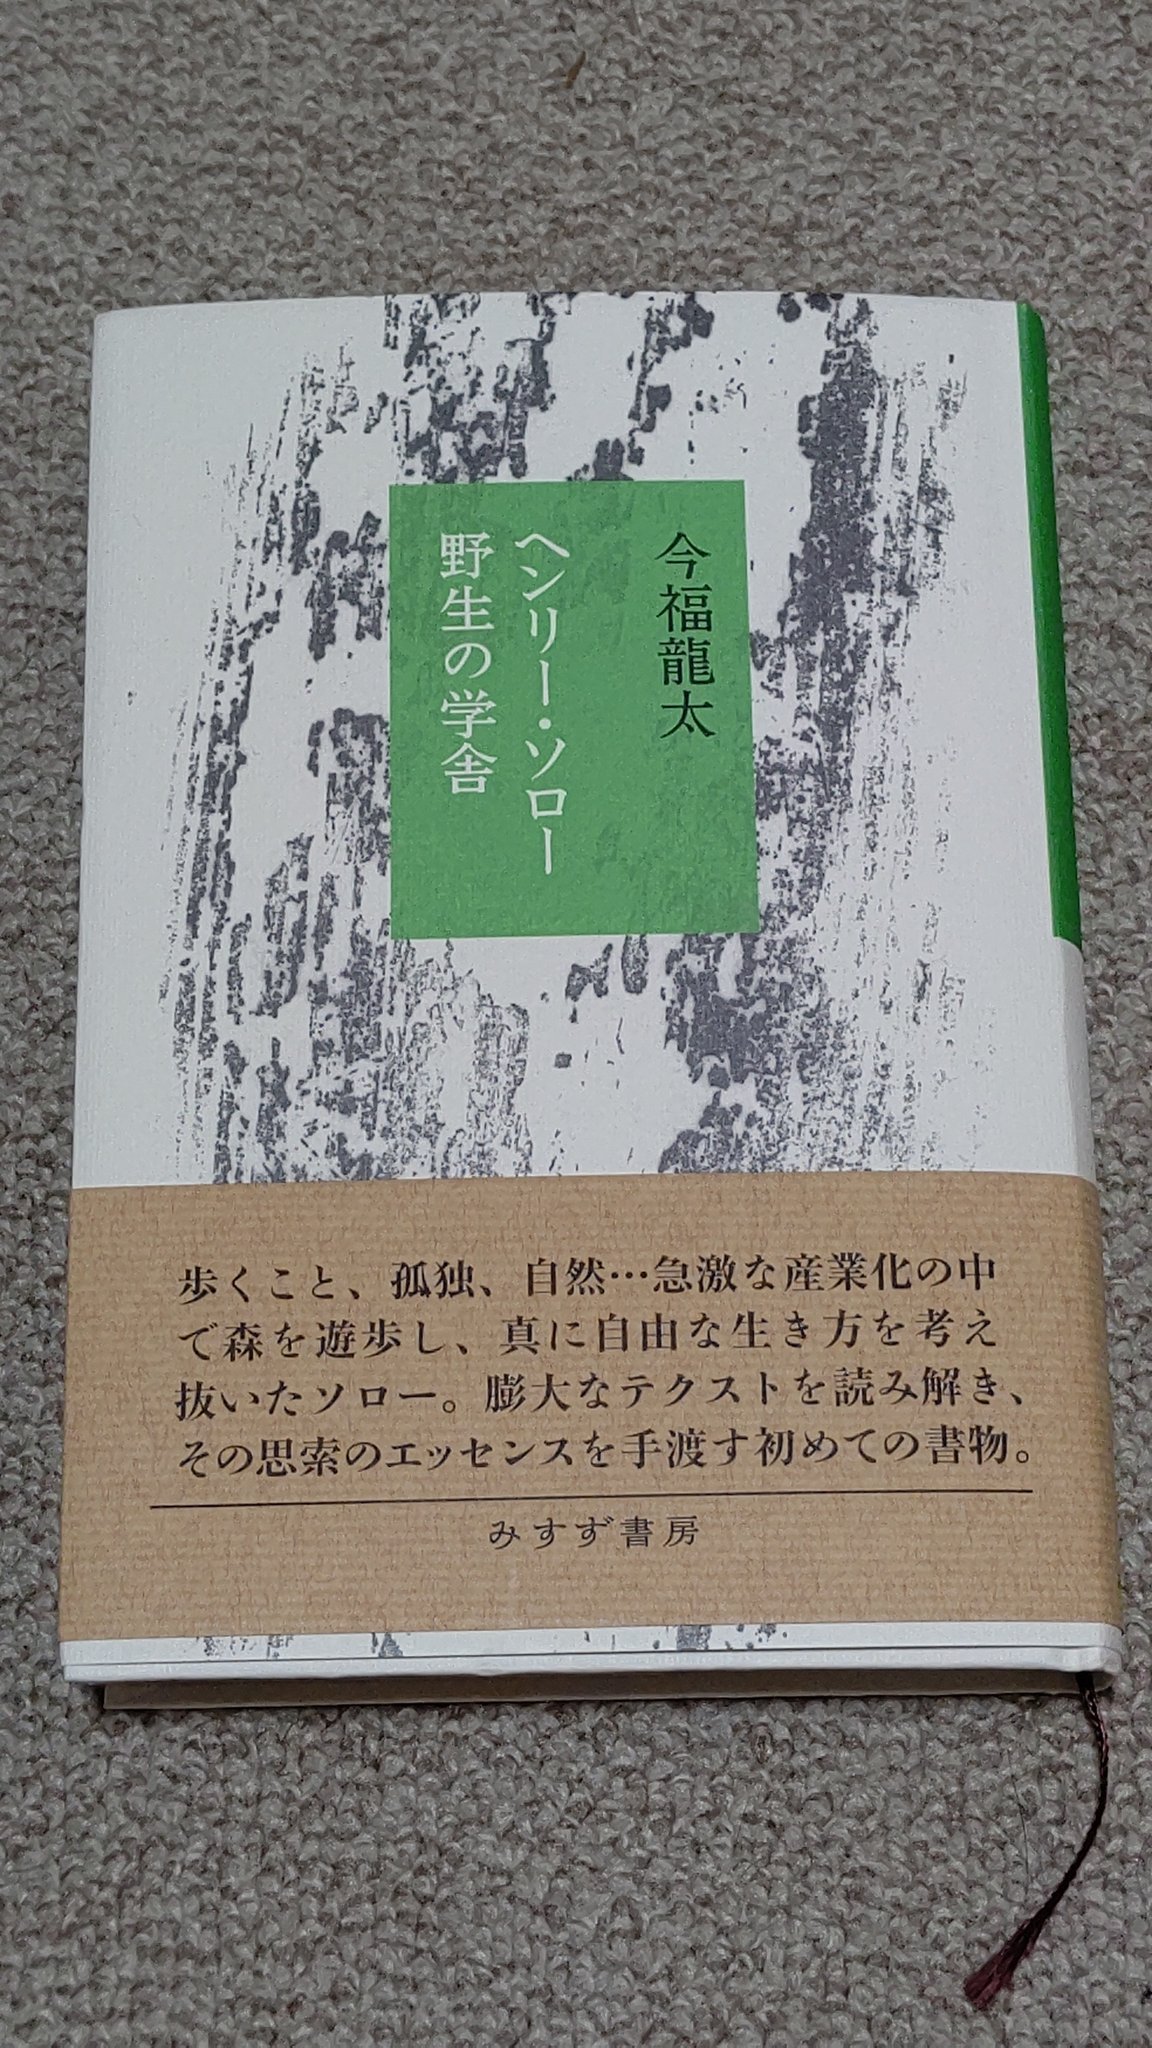 今福龍太
ヘンリー・ソロー
野生の学舎
歩くこと、孤独、自然…急激な産業化の中
で森を遊歩し、真に自由な生き方を考え
抜いたソロー。膨大なテクストを読み解き、
その思索のエッセンスを手渡す初めての書物。
みすず書房